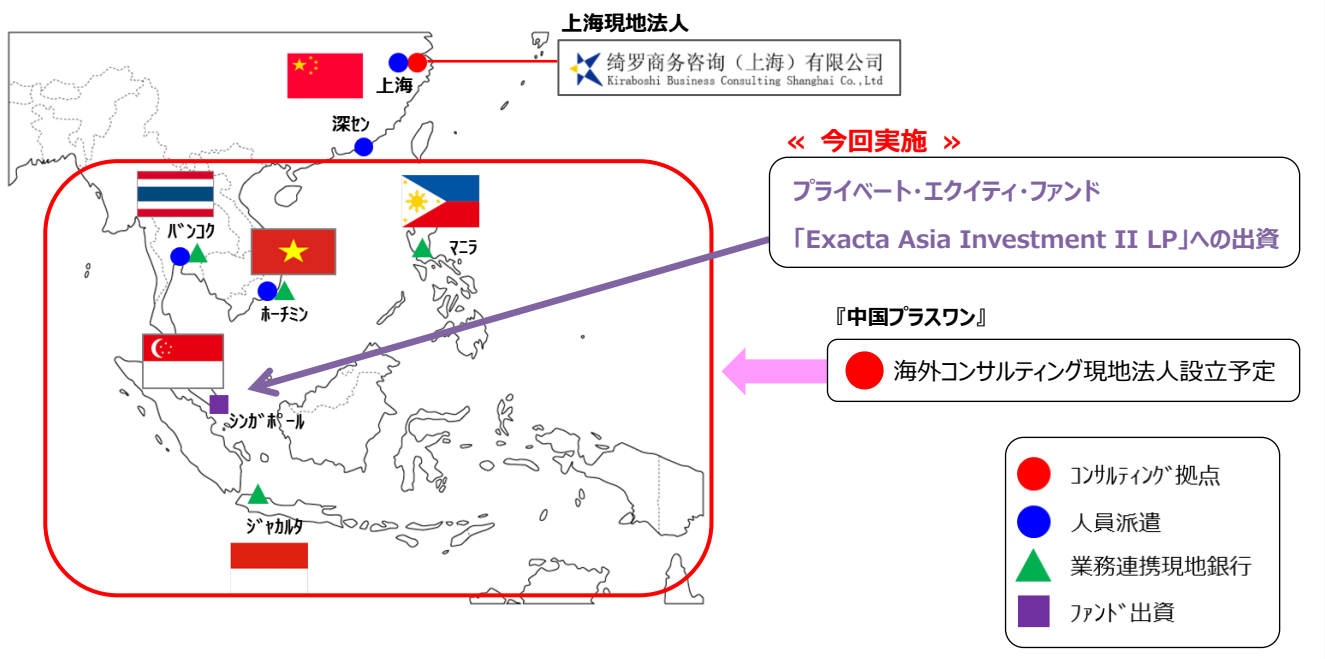 上海現地法人
绮罗商务咨询（上海）有限公司
Kiraboshi Business Consulting Shanghai Co.,Ltd
上海
深ｾﾝ
« 今回実施 »
プライベート・エクイティ・ファンド
「Exacta Asia Investment II LP」への出資
ﾊﾞﾝｺｸ
ﾏﾆﾗ
ﾎｰﾁﾐﾝ
『中国プラスワン』
海外コンサルティング現地法人設立予定
ｼﾝｶﾞﾎﾟｰﾙ
ｼﾞｬｶﾙﾀ
ｺﾝｻﾙﾃｨﾝｸﾞ拠点
人員派遣
業務連携現地銀行
ﾌｧﾝﾄﾞ出資